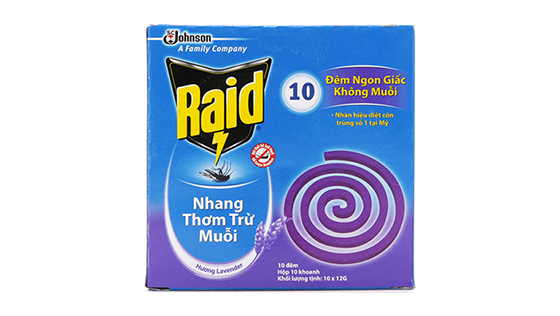 SC Johnson
A Family Company
Raid
10
Đêm Ngon Giấc
Không Muỗi
• Nhãn hiệu diệt côn
trùng số 1 tại Mỹ
Nhang
Thơm Trừ
Muỗi
Hương Lavender
10 đêm
Hộp 10 khoanh
Khối lượng tịnh: 10 x 12G